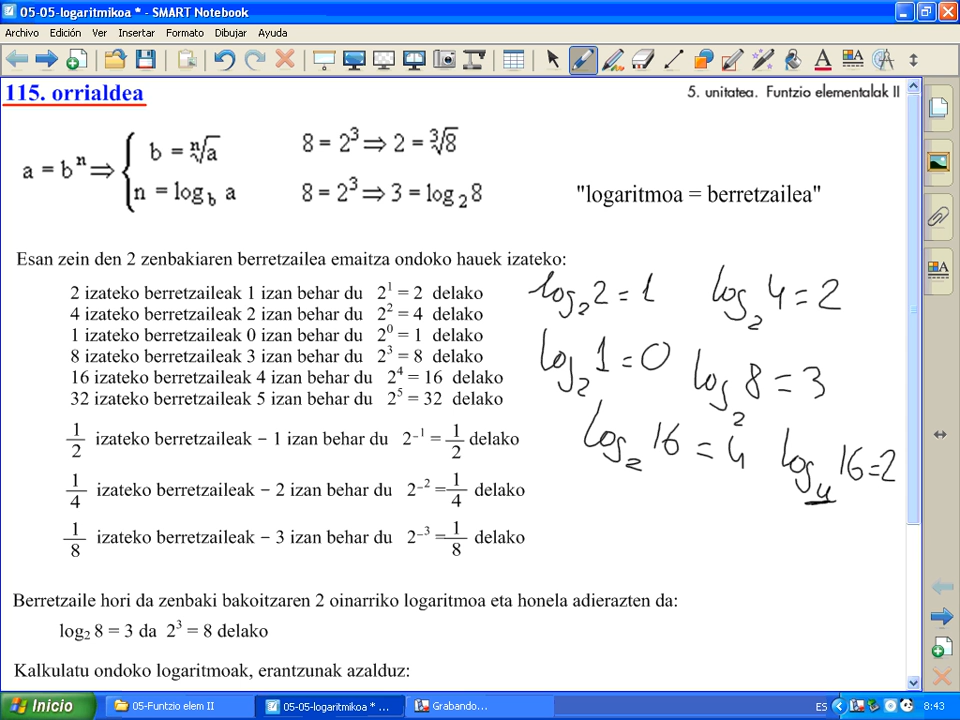 05-05-logaritmikoa * - SMART Notebook
Archivo Edición Ver Insertar Formato Dibujar Ayuda
115. orrialdea
5. unitatea. Funtzio elementalak II
a = bⁿ ⇒ { b = ⁿ√a
n = log_b a
8 = 2³ ⇒ 2 = ³√8
8 = 2³ ⇒ 3 = log₂ 8
"logaritmoa = berretzailea"
Esan zein den 2 zenbakiaren berretzailea emaitza ondoko hauek izateko:
2 izateko berretzaileak 1 izan behar du 2¹ = 2 delako
4 izateko berretzaileak 2 izan behar du 2² = 4 delako
1 izateko berretzaileak 0 izan behar du 2⁰ = 1 delako
8 izateko berretzaileak 3 izan behar du 2³ = 8 delako
16 izateko berretzaileak 4 izan behar du 2⁴ = 16 delako
32 izateko berretzaileak 5 izan behar du 2⁵ = 32 delako
1/2 izateko berretzaileak − 1 izan behar du 2⁻¹ = 1/2 delako
1/4 izateko berretzaileak − 2 izan behar du 2⁻² = 1/4 delako
1/8 izateko berretzaileak − 3 izan behar du 2⁻³ = 1/8 delako
log₂ 2 = 1
log₂ 4 = 2
log₂ 1 = 0
log₂ 8 = 3
log₂ 16 = 4
log₄ 16 = 2
Berretzaile hori da zenbaki bakoitzaren 2 oinarriko logaritmoa eta honela adierazten da:
log₂ 8 = 3 da 2³ = 8 delako
Kalkulatu ondoko logaritmoak, erantzunak azalduz:
Inicio
05-Funtzio elem II
05-05-logaritmikoa * ...
Grabando...
ES
8:43